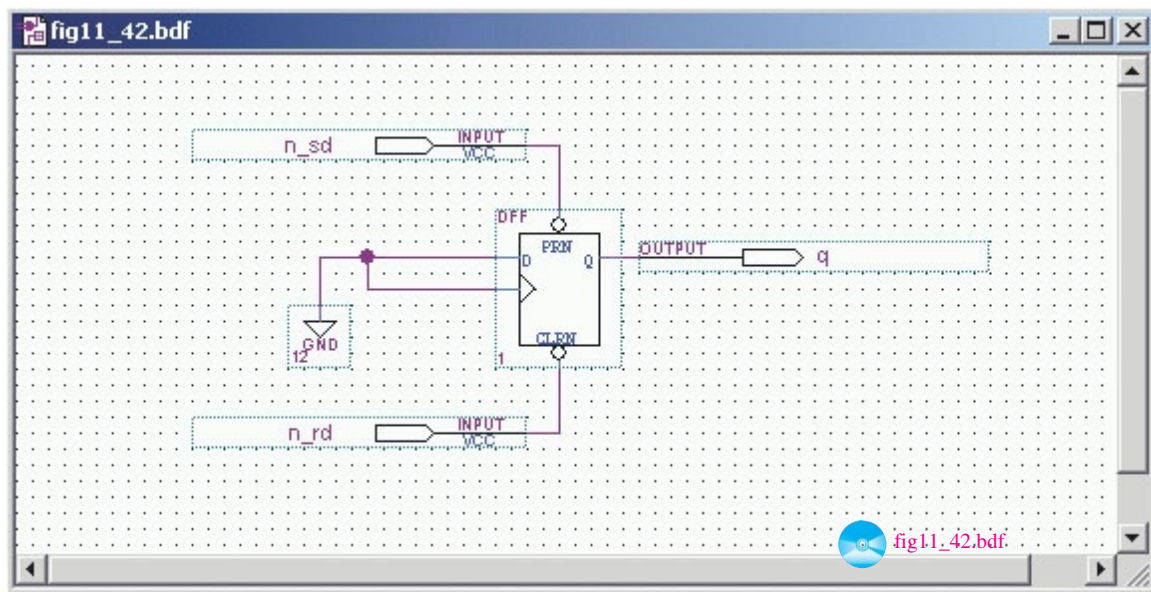 fig11_42.bdf
n_sd
INPUT
VCC
DFF
PRN
D
Q
OUTPUT
q
GND
12
CLRN
1
n_rd
INPUT
VCC
fig11_42.bdf